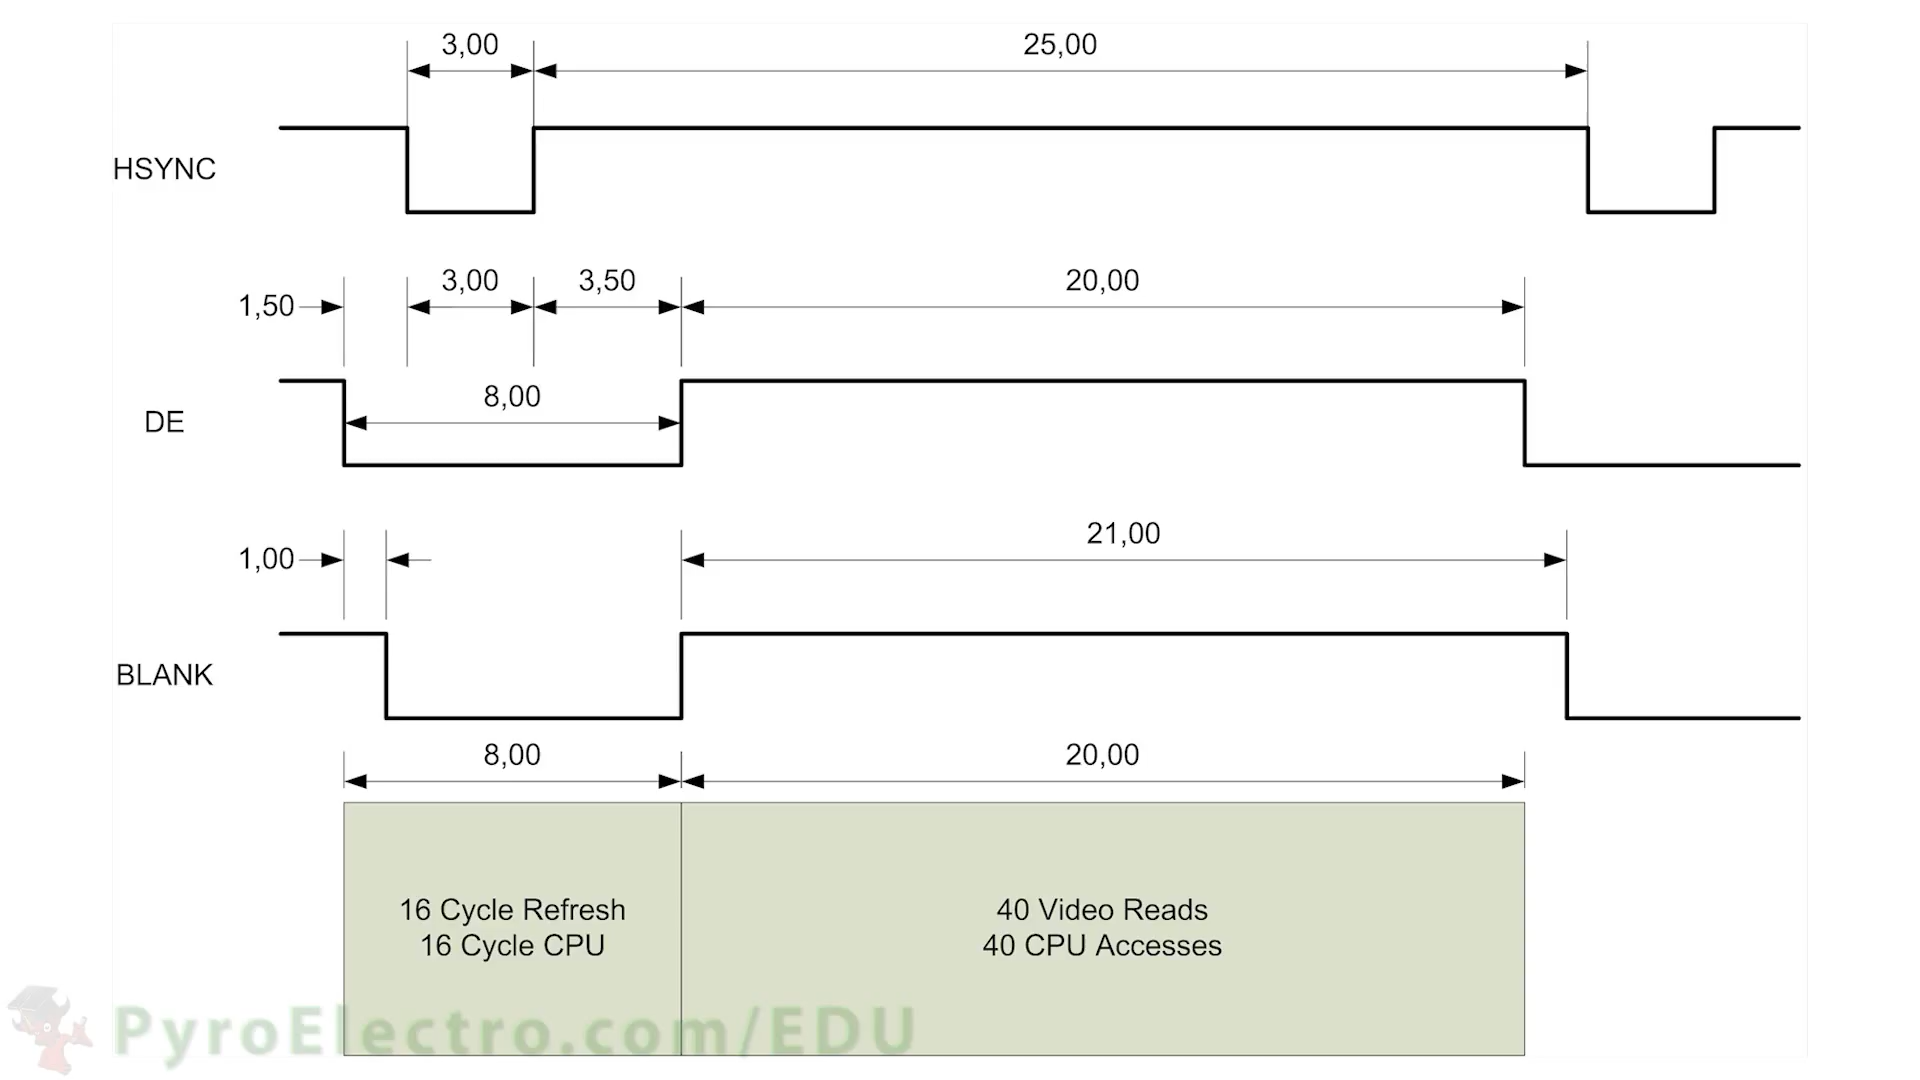 3,00
25,00
HSYNC
3,00
3,50
20,00
1,50
8,00
DE
21,00
1,00
BLANK
8,00
20,00
16 Cycle Refresh
16 Cycle CPU
40 Video Reads
40 CPU Accesses
PyroElectro.com/EDU